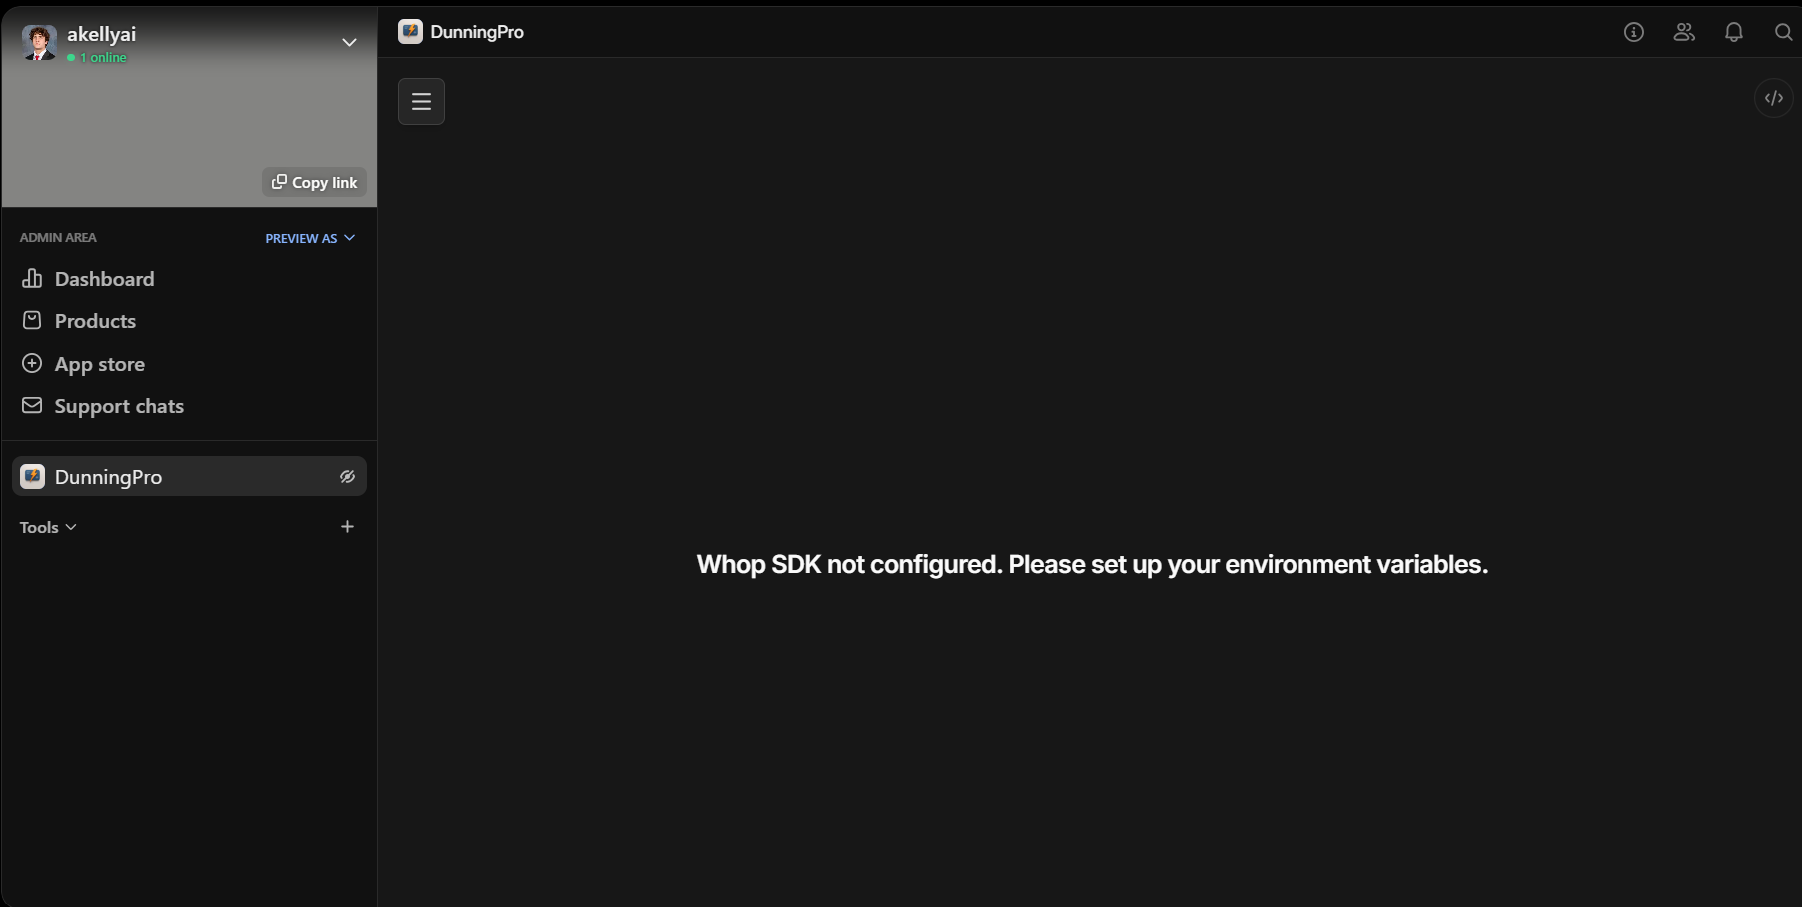 akellyai
1 online
Copy link
ADMIN AREA
PREVIEW AS
Dashboard
Products
App store
Support chats
DunningPro
Tools
DunningPro
Whop SDK not configured. Please set up your environment variables.